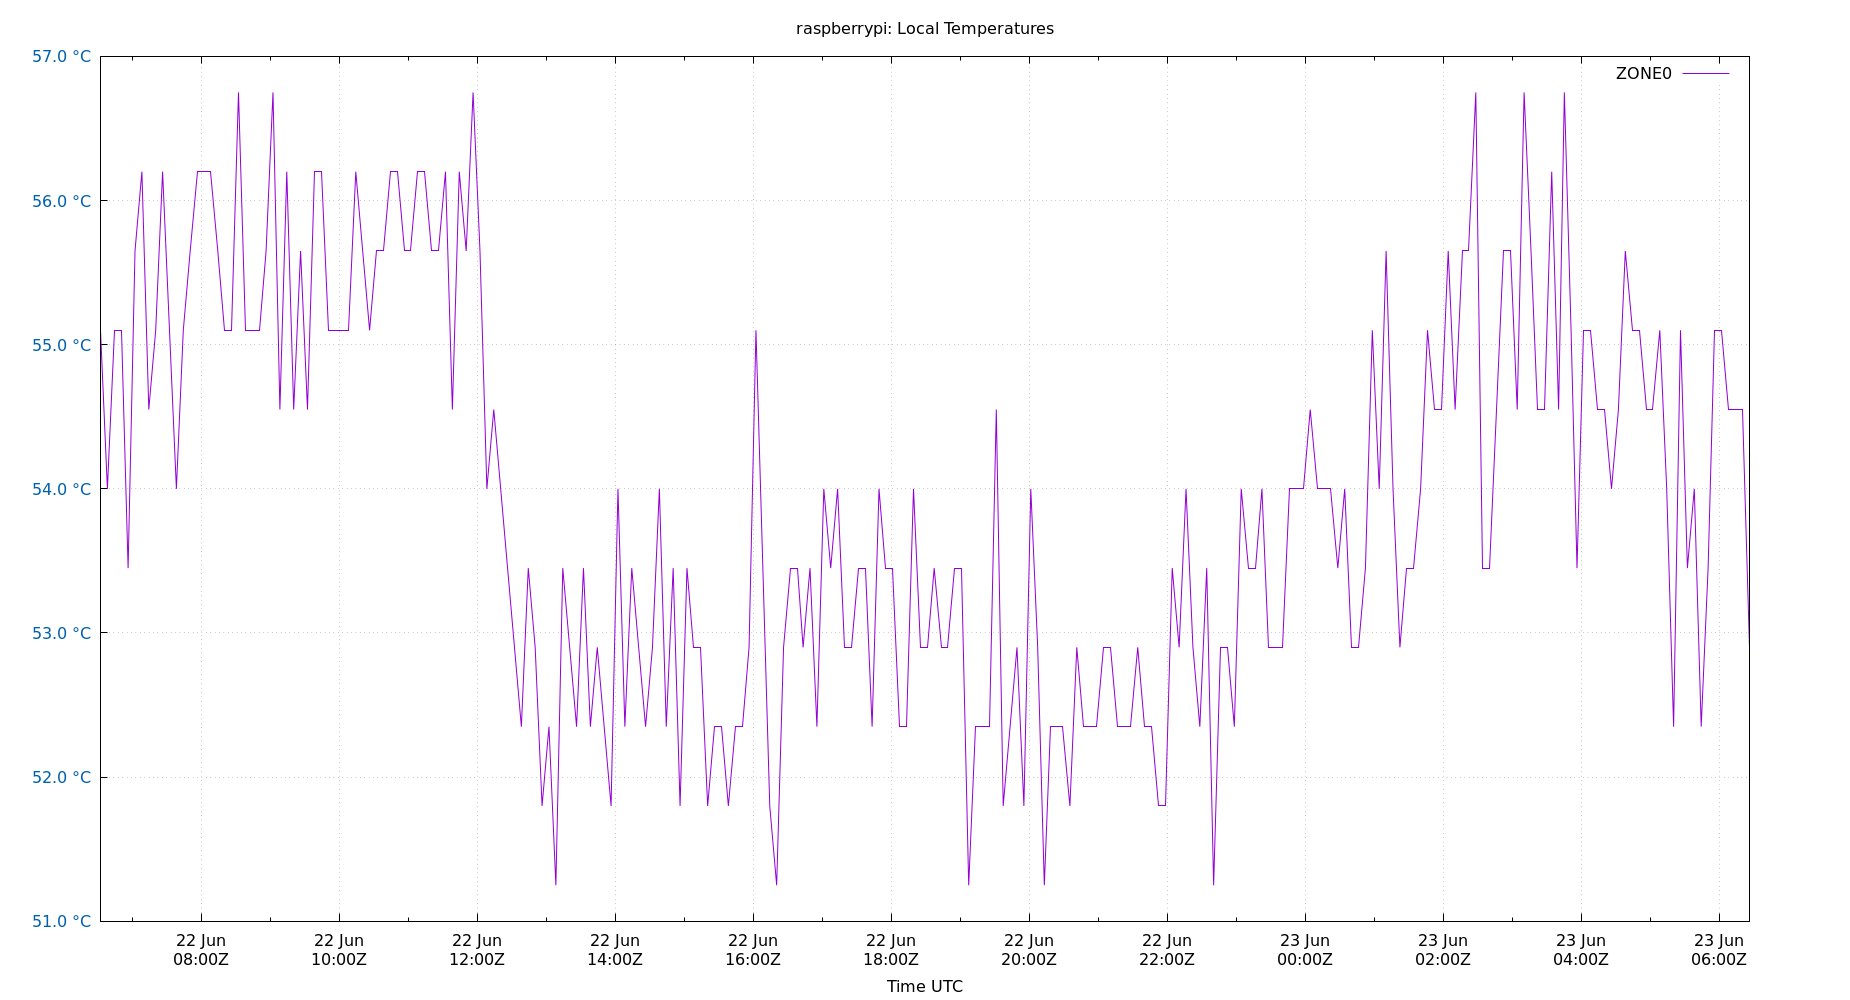 raspberrypi: Local Temperatures
57.0 °C
ZONE0
56.0 °C
55.0 °C
54.0 °C
53.0 °C
52.0 °C
51.0 °C
22 Jun 22 Jun 22 Jun 22 Jun 22 Jun 22 Jun 22 Jun 22 Jun 23 Jun 23 Jun 23 Jun 23 Jun
08:00Z 10:00Z 12:00Z 14:00Z 16:00Z 18:00Z 20:00Z 22:00Z 00:00Z 02:00Z 04:00Z 06:00Z
Time UTC